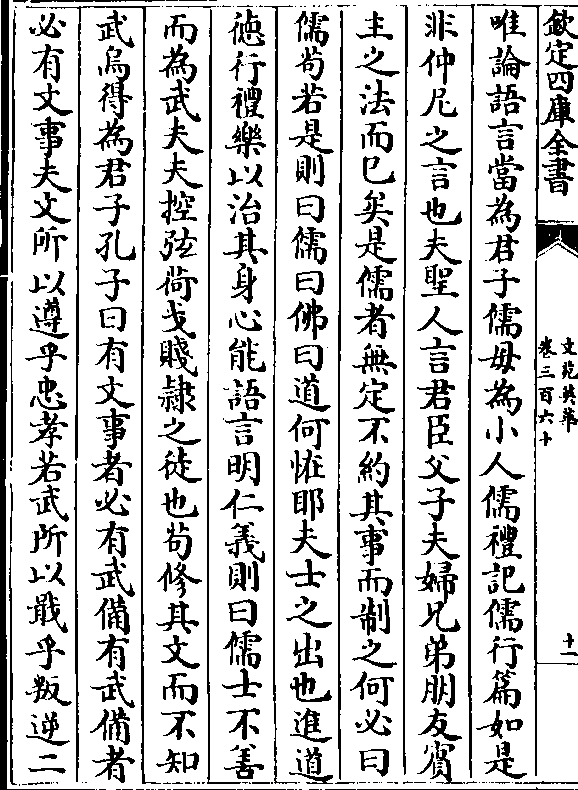 欽定四庫全書
文苑英華
卷三百六十
十一
唯論語言當為君子儒毋為小人儒禮記儒行篇如是
非仲尼之言也夫聖人言君臣父子夫婦兄弟朋友賔
主之法而已矣是儒者無定不約其事而制之何必曰
儒苟若是則曰儒曰佛曰道何恠耶夫士之出也進道
徳行禮樂以治其身心能語言明仁義則曰儒士不善
而為武夫夫控弦荷戈賤隷之徒也苟修其文而不知
武烏得為君子孔子曰有文事者必有武備有武備者
必有文事夫文所以遵乎忠孝若武所以戢乎叛逆二